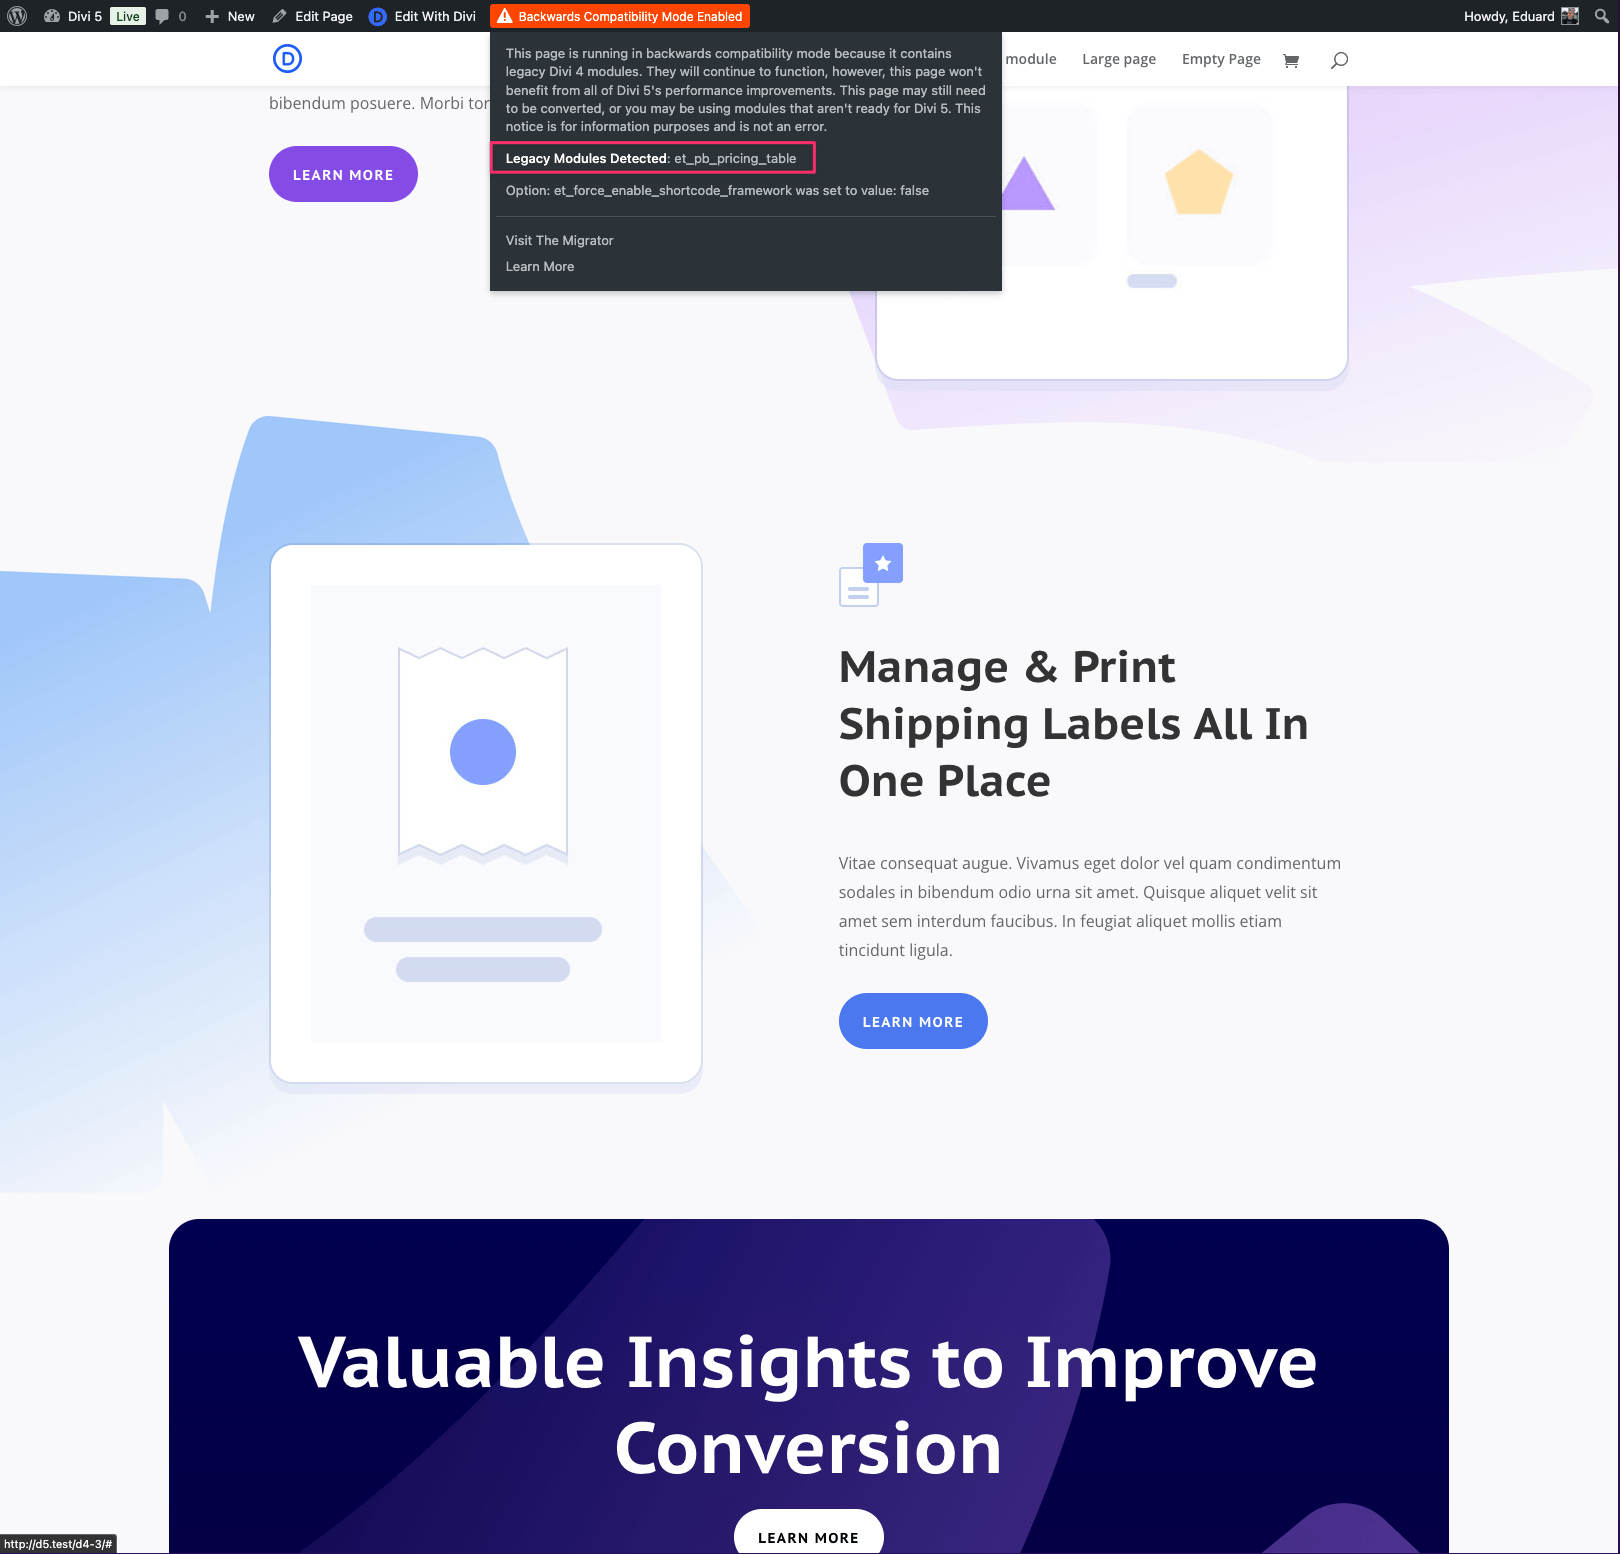 Divi 5 Live 0 New Edit Page Edit With Divi Backwards Compatibility Mode Enabled Howdy, Eduard
This page is running in backwards compatibility mode because it contains
legacy Divi 4 modules. They will continue to function, however, this page won't
benefit from all of Divi 5's performance improvements. This page may still need
to be converted, or you may be using modules that aren't ready for Divi 5. This
notice is for information purposes and is not an error.
Legacy Modules Detected: et_pb_pricing_table
Option: et_force_enable_shortcode_framework was set to value: false
Visit The Migrator
Learn More
D
module Large page Empty Page
bibendum posuere. Morbi tor
LEARN MORE
Manage & Print
Shipping Labels All In
One Place
Vitae consequat augue. Vivamus eget dolor vel quam condimentum
sodales in bibendum odio urna sit amet. Quisque aliquet velit sit
amet sem interdum faucibus. In feugiat aliquet mollis etiam
tincidunt ligula.
LEARN MORE
Valuable Insights to Improve
Conversion
LEARN MORE
http://d5.test/d4-3/#